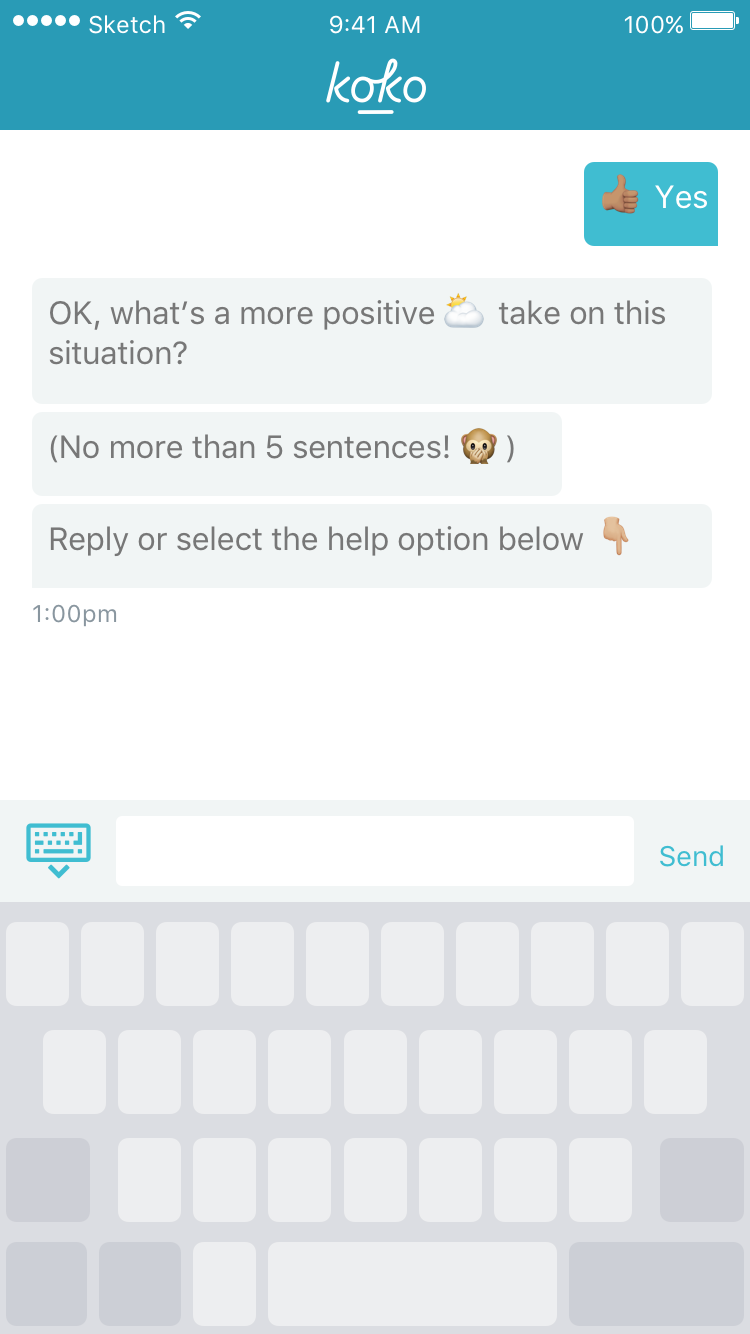 Sketch 9:41 AM 100%
koko
👍🏽 Yes
OK, what’s a more positive ⛅ take on this
situation?
(No more than 5 sentences! 🙊 )
Reply or select the help option below 👇🏼
1:00pm
Send